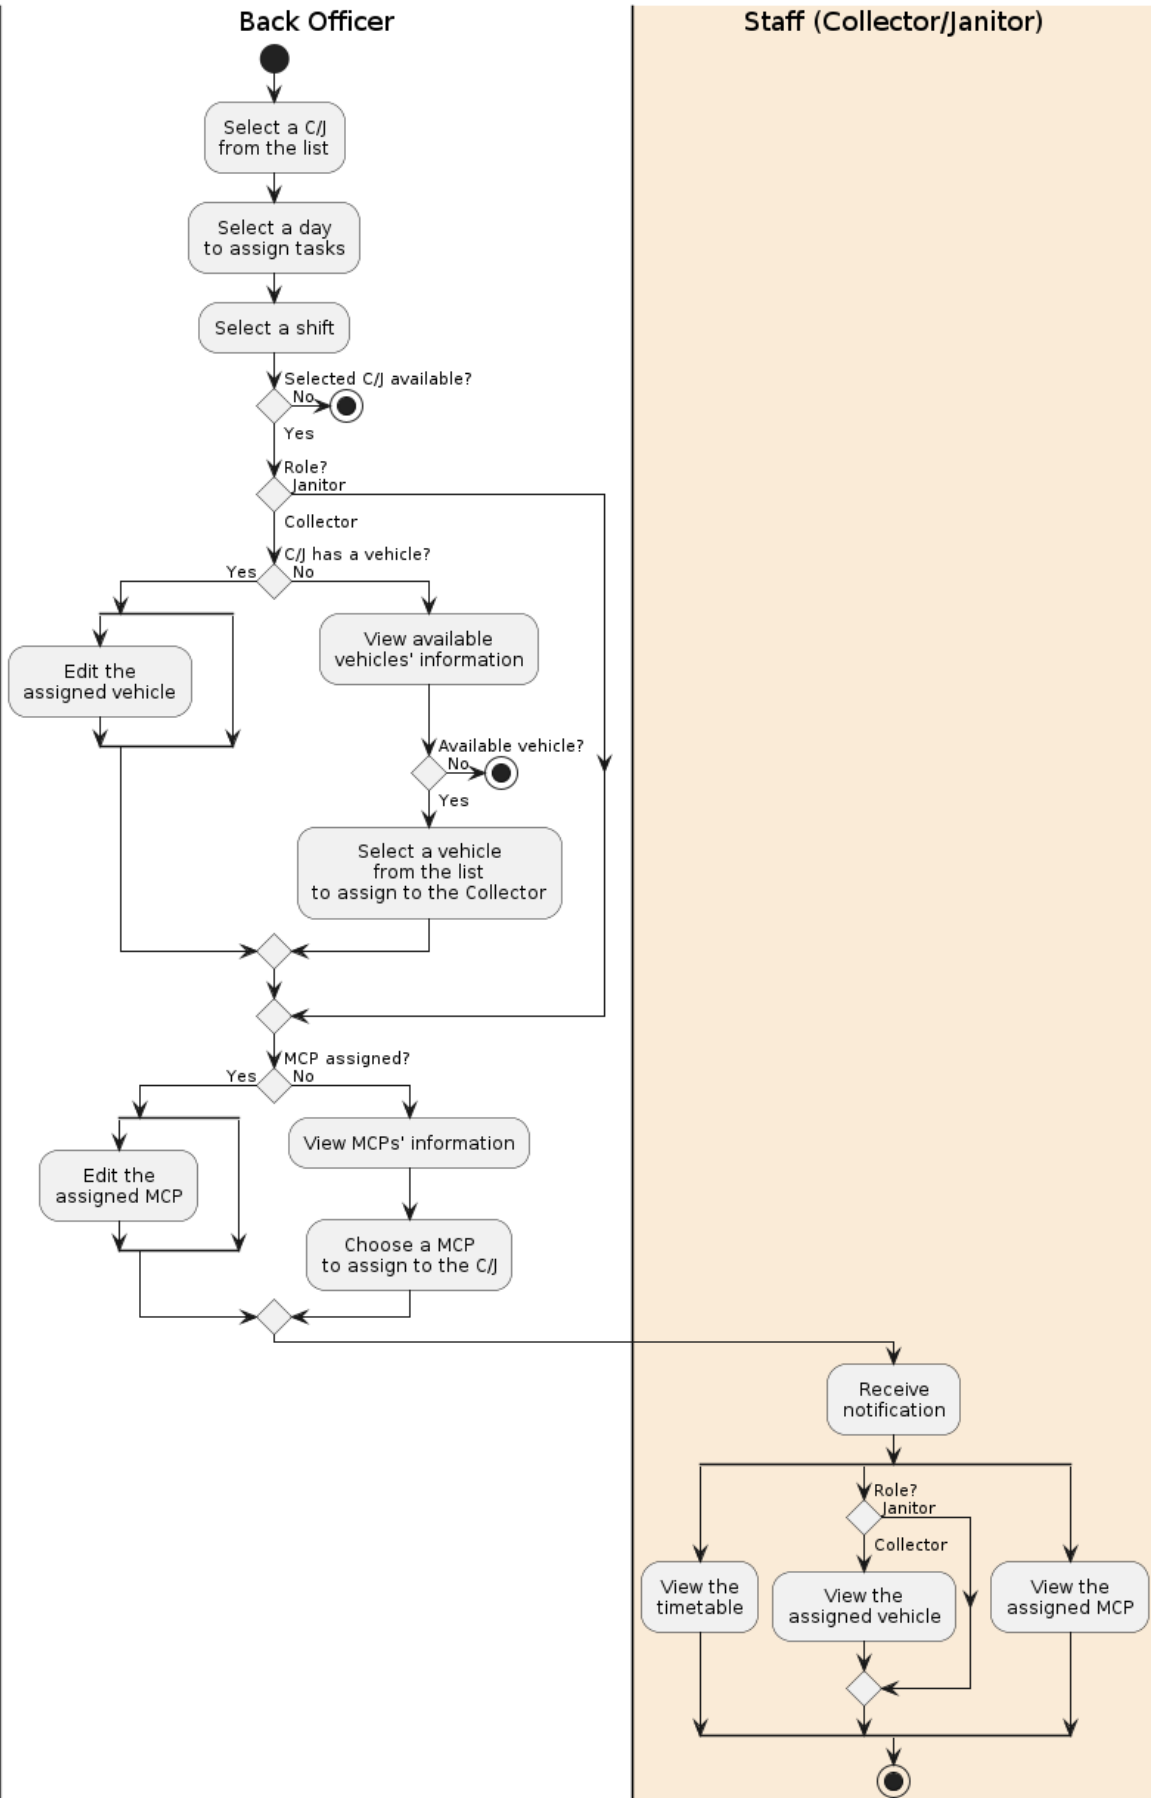 Back Officer
Staff (Collector/Janitor)
Select a C/J
from the list
Select a day
to assign tasks
Select a shift
Selected C/J available?
No
Yes
Role?
Janitor
Collector
C/J has a vehicle?
Yes
No
Edit the
assigned vehicle
View available
vehicles' information
Available vehicle?
No
Yes
Select a vehicle
from the list
to assign to the Collector
MCP assigned?
Yes
No
Edit the
assigned MCP
View MCPs' information
Choose a MCP
to assign to the C/J
Receive
notification
Role?
Janitor
Collector
View the
timetable
View the
assigned vehicle
View the
assigned MCP